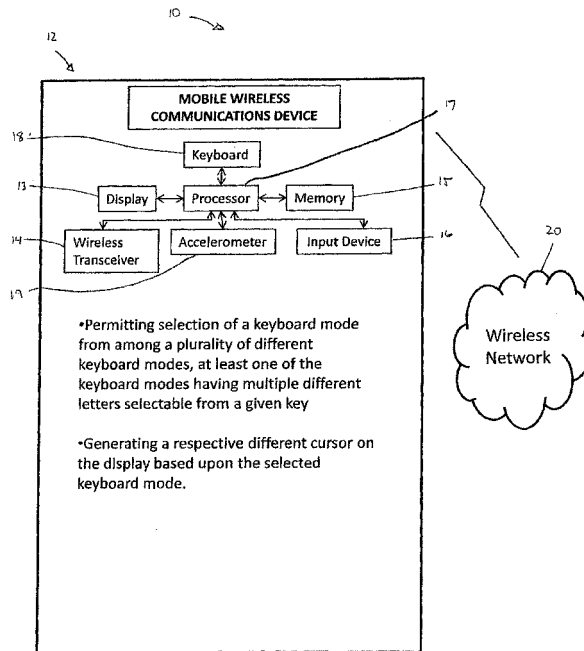 10
12
MOBILE WIRELESS
COMMUNICATIONS DEVICE
17
18
Keyboard
13
Display
Processor
Memory
15
14
Wireless
Transceiver
Accelerometer
Input Device
16
19
20
Wireless
Network
•Permitting selection of a keyboard mode
from among a plurality of different
keyboard modes, at least one of the
keyboard modes having multiple different
letters selectable from a given key
•Generating a respective different cursor on
the display based upon the selected
keyboard mode.